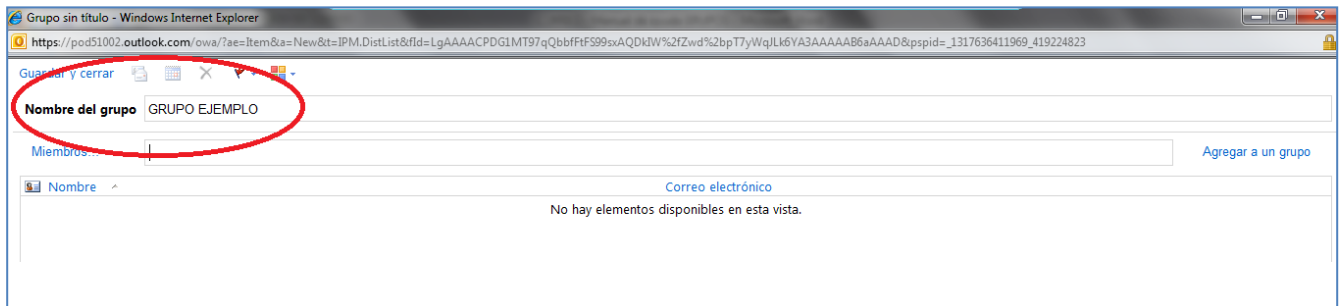 Grupo sin título - Windows Internet Explorer
https://pod51002.outlook.com/owa/?ae=Item&a=New&t=IPM.DistList&fId=LgAAAACPDG1MT97qQbbfFtFS99sxAQDkIW%2fZwd%2bpT7yWqJLk6YA3AAAAAB6aAAAD&pspid=_1317636411969_419224823
Guardar y cerrar
Nombre del grupo GRUPO EJEMPLO
Miembros... Agregar a un grupo
Nombre Correo electrónico
No hay elementos disponibles en esta vista.